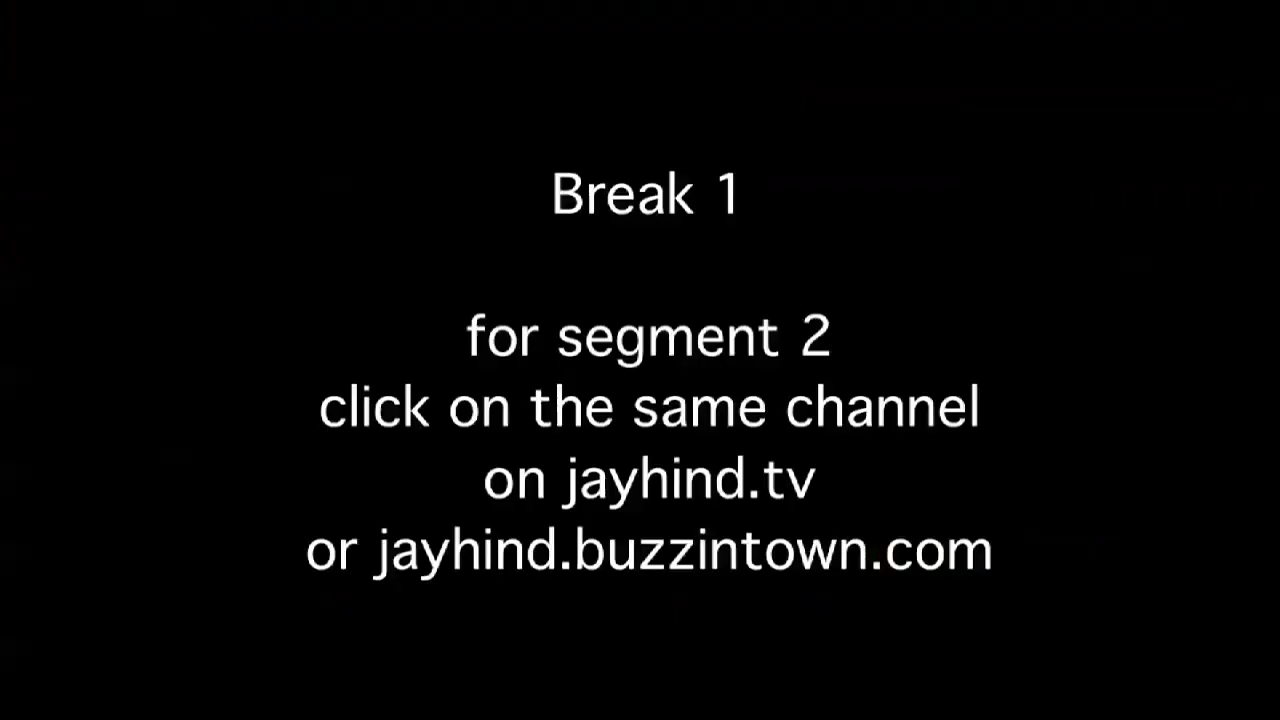 Break 1
for segment 2
click on the same channel
on jayhind.tv
or jayhind.buzzintown.com